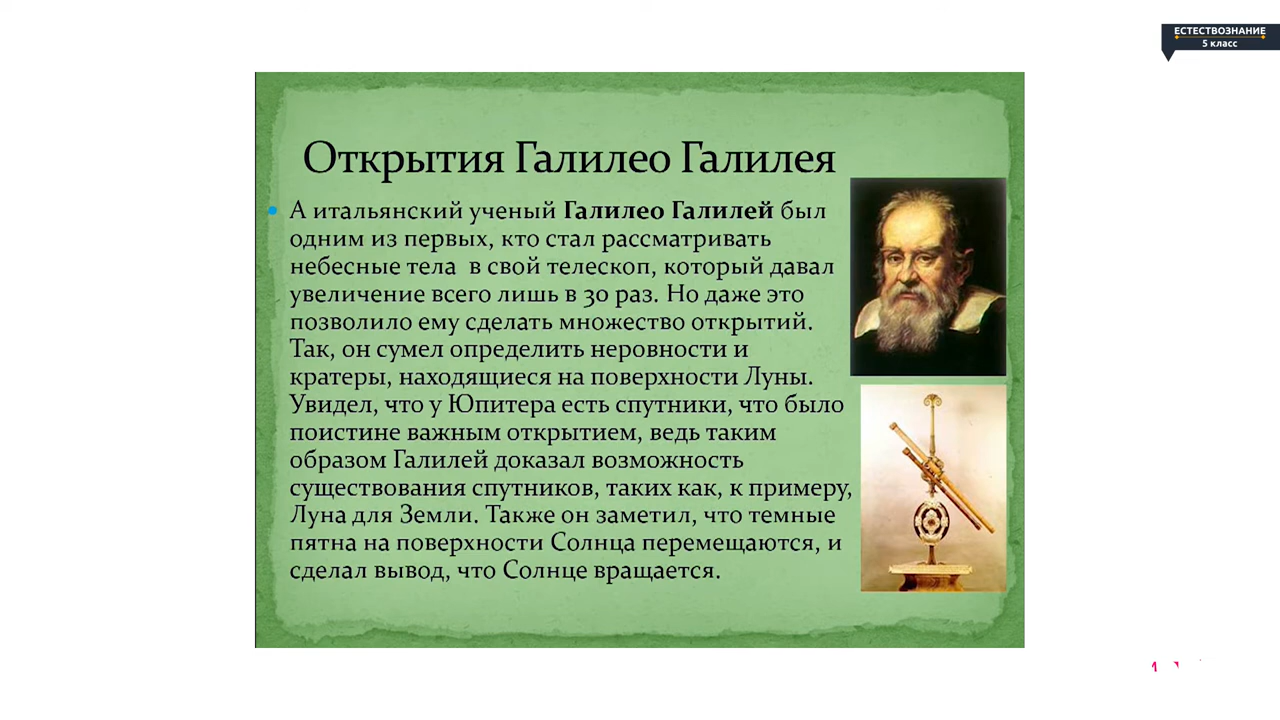 ЕСТЕСТВОЗНАНИЕ
5 класс
Открытия Галилео Галилея
А итальянский ученый Галилео Галилей был
одним из первых, кто стал рассматривать
небесные тела в свой телескоп, который давал
увеличение всего лишь в 30 раз. Но даже это
позволило ему сделать множество открытий.
Так, он сумел определить неровности и
кратеры, находящиеся на поверхности Луны.
Увидел, что у Юпитера есть спутники, что было
поистине важным открытием, ведь таким
образом Галилей доказал возможность
существования спутников, таких как, к примеру,
Луна для Земли. Также он заметил, что темные
пятна на поверхности Солнца перемещаются, и
сделал вывод, что Солнце вращается.